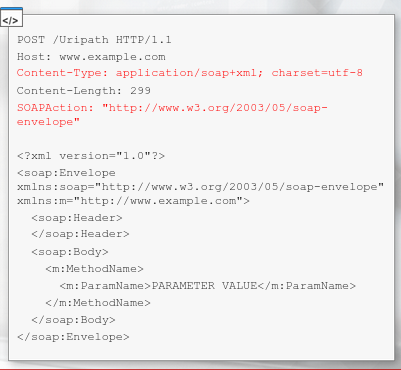 </>
POST /Uripath HTTP/1.1
Host: www.example.com
Content-Type: application/soap+xml; charset=utf-8
Content-Length: 299
SOAPAction: "http://www.w3.org/2003/05/soap-
envelope"
<?xml version="1.0"?>
<soap:Envelope
xmlns:soap="http://www.w3.org/2003/05/soap-envelope"
xmlns:m="http://www.example.com">
<soap:Header>
</soap:Header>
<soap:Body>
<m:MethodName>
<m:ParamName>PARAMETER VALUE</m:ParamName>
</m:MethodName>
</soap:Body>
</soap:Envelope>